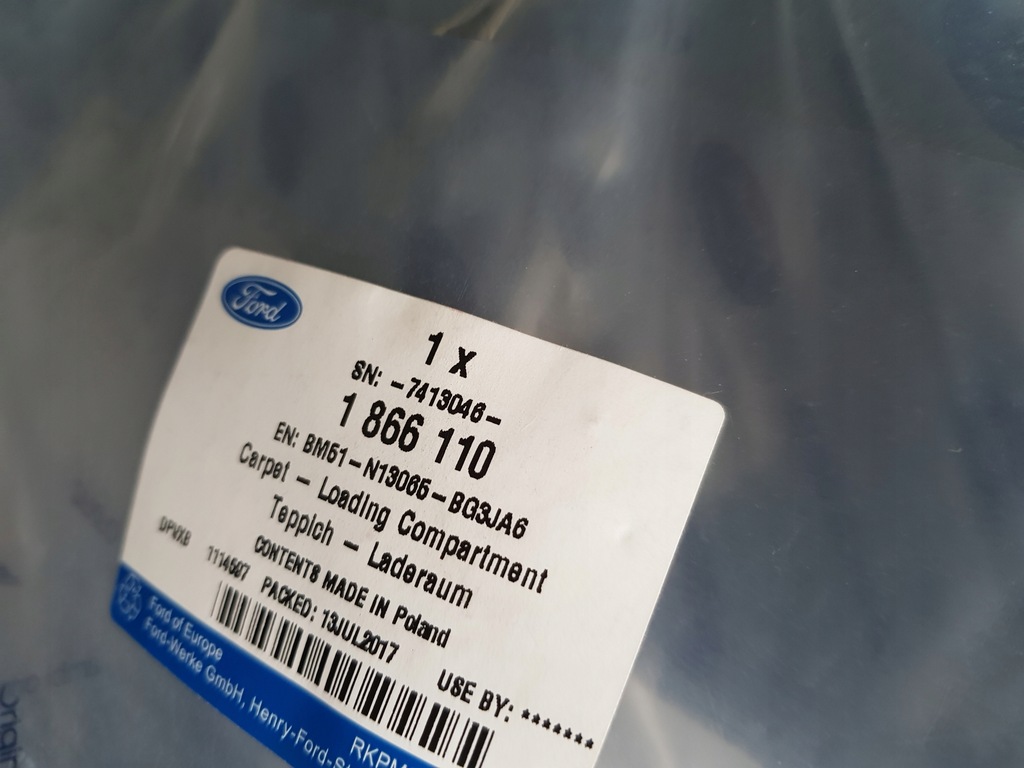 Ford
1 X
SN: -7413046-
1 866 110
EN: BM51-N13065-BG3JA6
Carpet - Loading Compartment
Teppich - Laderaum
CONTENTS MADE IN Poland
DPMXB 1114587 PACKED: 13JUL2017
USE BY: *******
Ford of Europe
Ford-Werke GmbH, Henry-Ford-S
RKPM